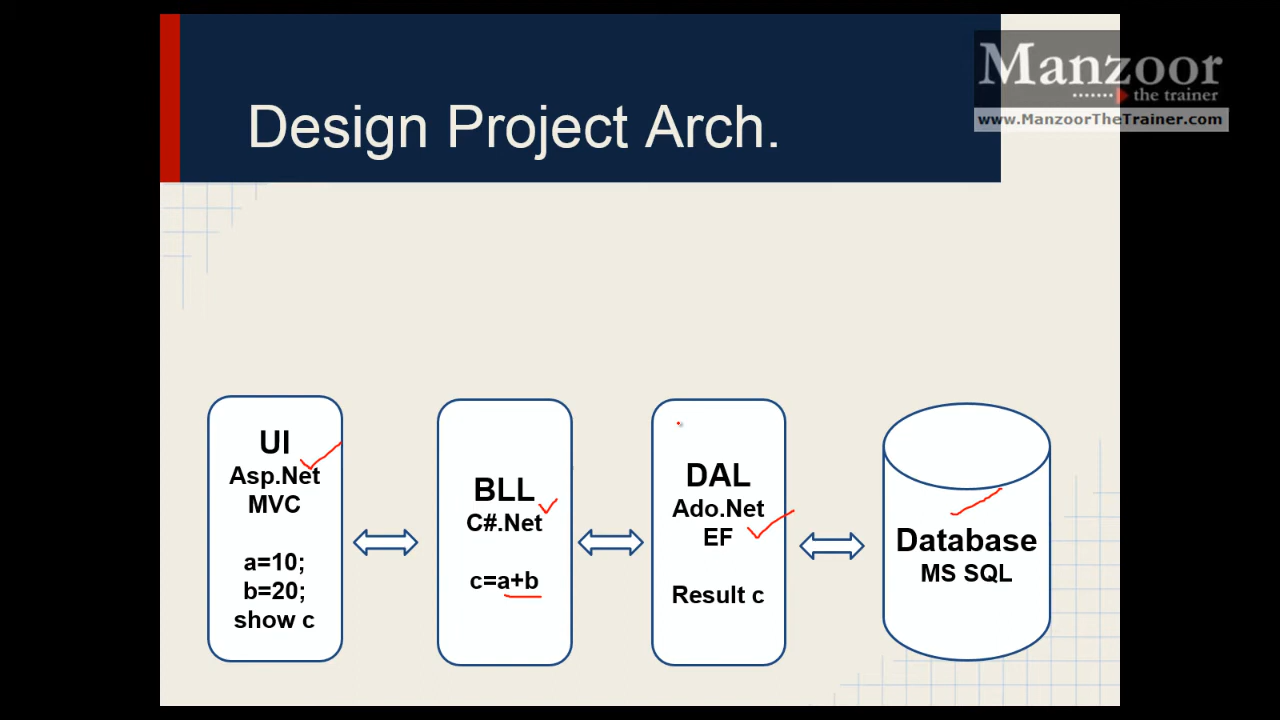 Manzoor
the trainer
www.ManzoorTheTrainer.com
Design Project Arch.
UI
Asp.Net
MVC
a=10;
b=20;
show c
BLL
C#.Net
c=a+b
DAL
Ado.Net
EF
Result c
Database
MS SQL